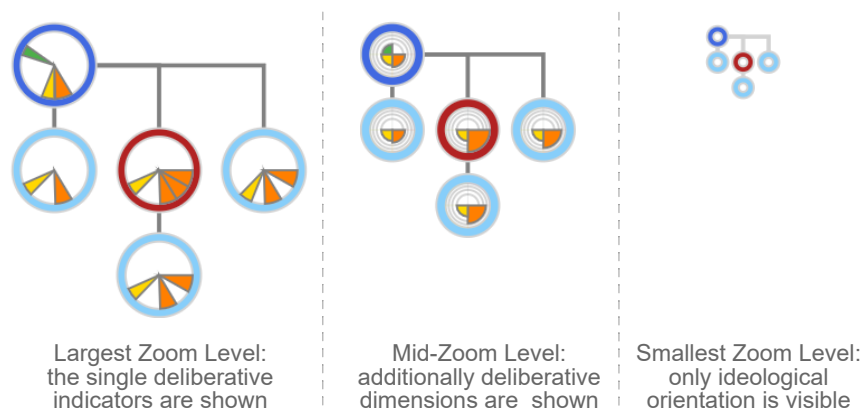 Largest Zoom Level:
the single deliberative
indicators are shown
Mid-Zoom Level:
additionally deliberative
dimensions are  shown
Smallest Zoom Level:
only ideological
orientation is visible